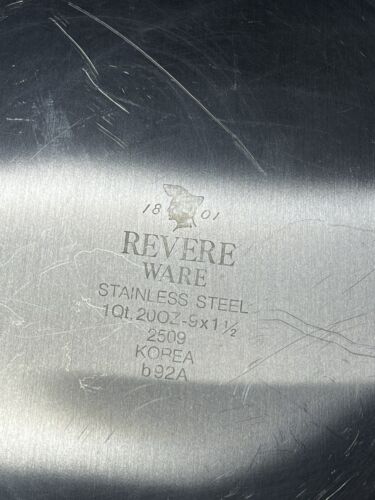 18 01
REVERE
WARE
STAINLESS STEEL
1Qt. 20OZ-9x1½
2509
KOREA
b92A